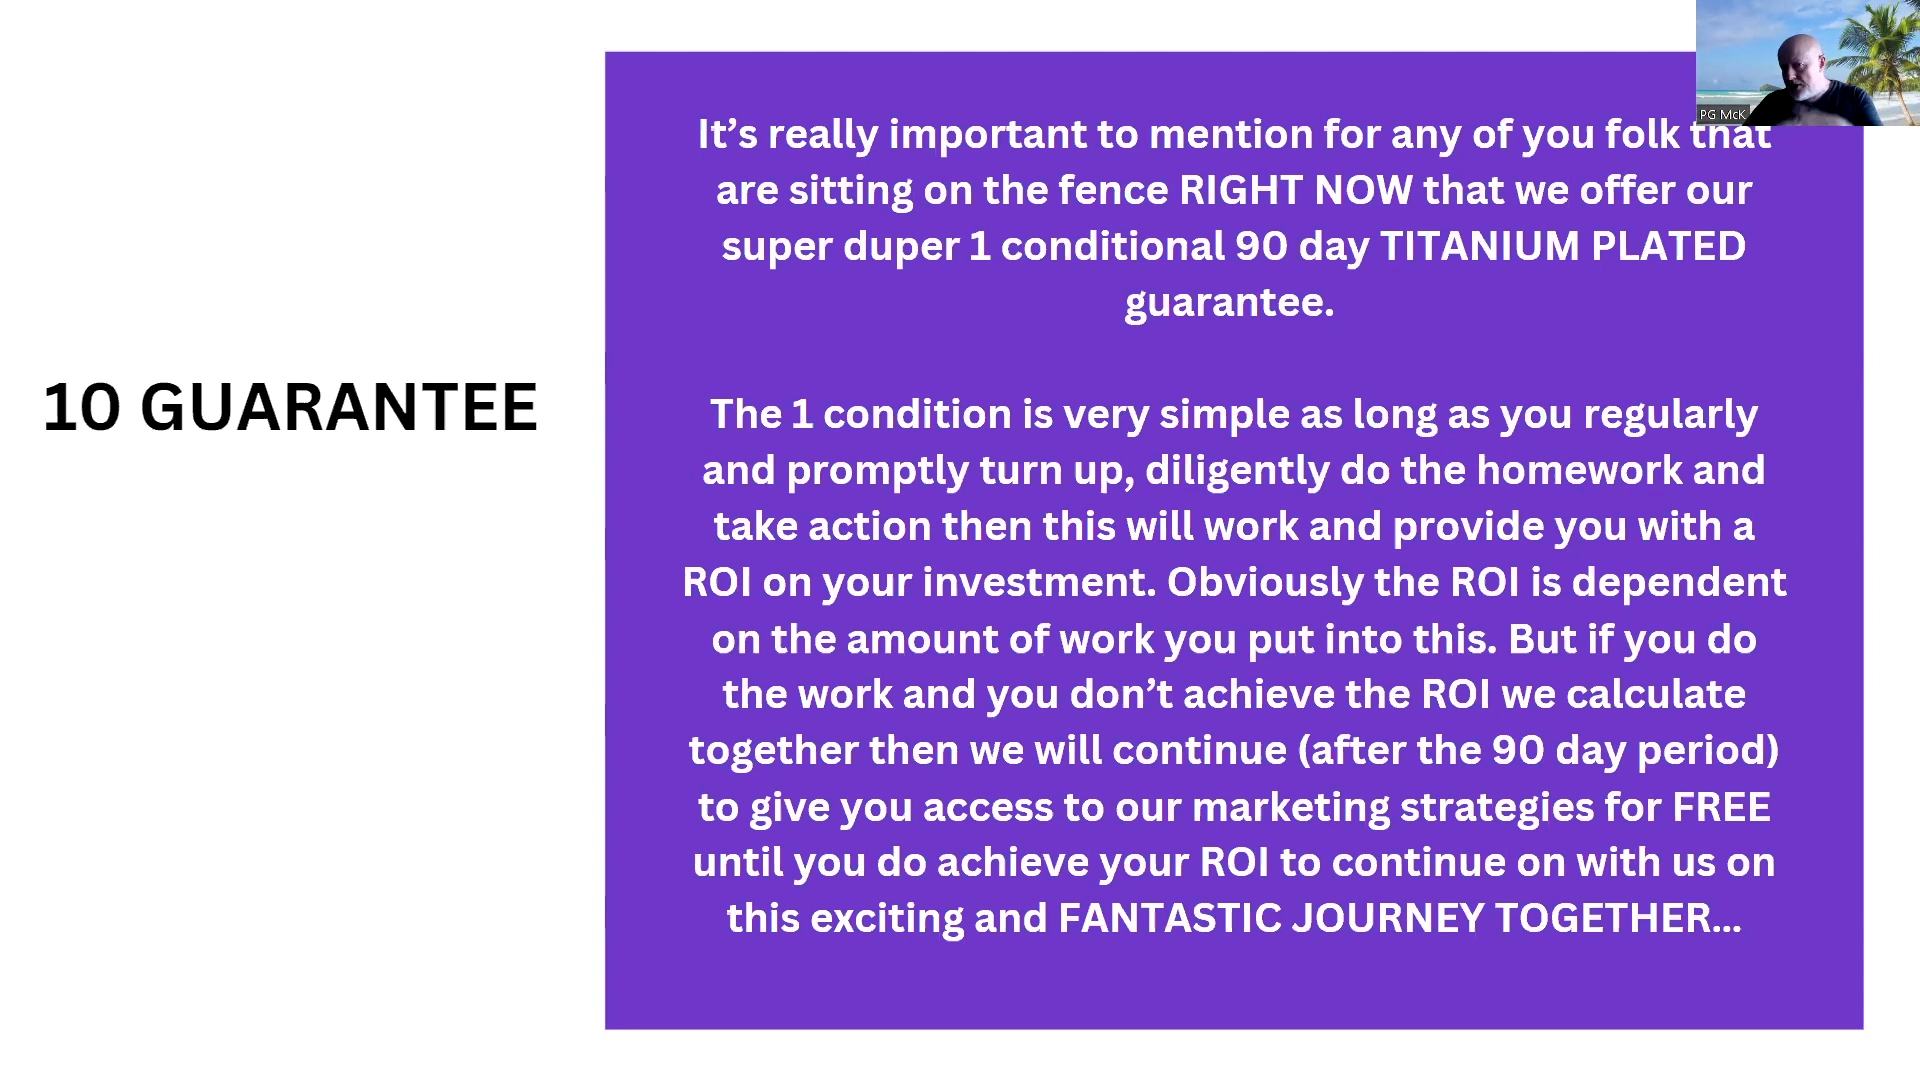 PG McK
It’s really important to mention for any of you folk that
are sitting on the fence RIGHT NOW that we offer our
super duper 1 conditional 90 day TITANIUM PLATED
guarantee.
10 GUARANTEE
The 1 condition is very simple as long as you regularly
and promptly turn up, diligently do the homework and
take action then this will work and provide you with a
ROI on your investment. Obviously the ROI is dependent
on the amount of work you put into this. But if you do
the work and you don’t achieve the ROI we calculate
together then we will continue (after the 90 day period)
to give you access to our marketing strategies for FREE
until you do achieve your ROI to continue on with us on
this exciting and FANTASTIC JOURNEY TOGETHER...